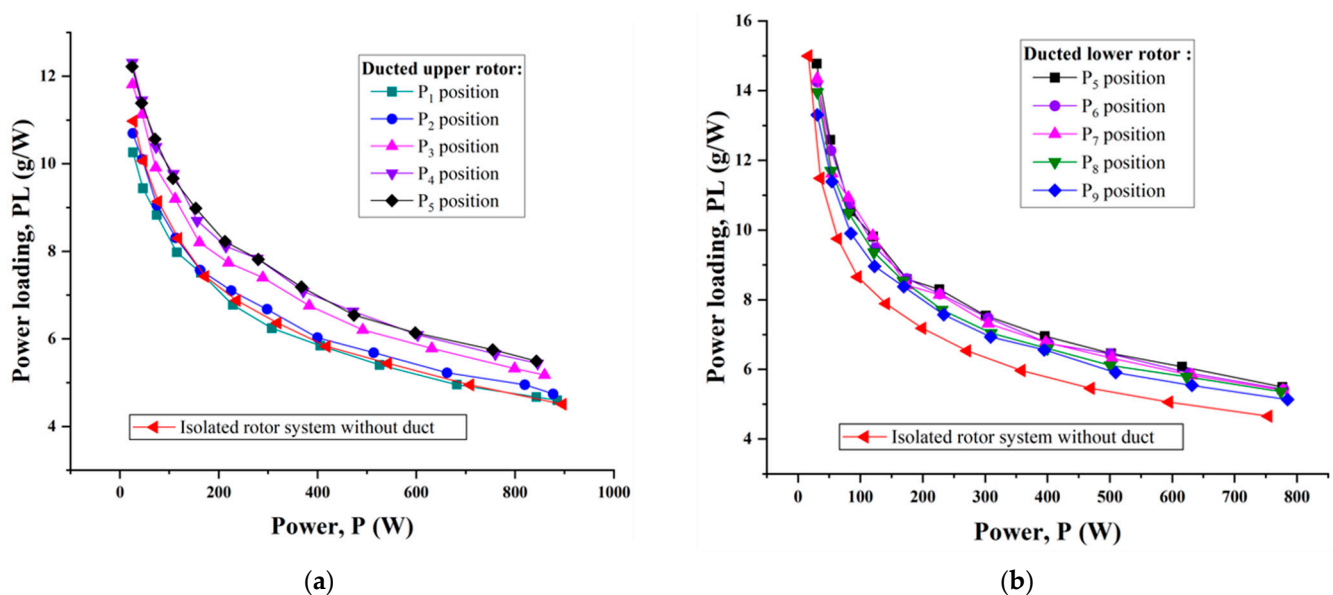 12
10
8
6
4
Power loading, PL (g/W)
Ducted upper rotor:
P₁ position
P₂ position
P₃ position
P₄ position
P₅ position
Isolated rotor system without duct
0 200 400 600 800 1000
Power, P (W)
(a)
16
14
12
10
8
6
4
Power loading, PL (g/W)
Ducted lower rotor :
P₅ position
P₆ position
P₇ position
P₈ position
P₉ position
Isolated rotor system without duct
0 100 200 300 400 500 600 700 800
Power, P (W)
(b)